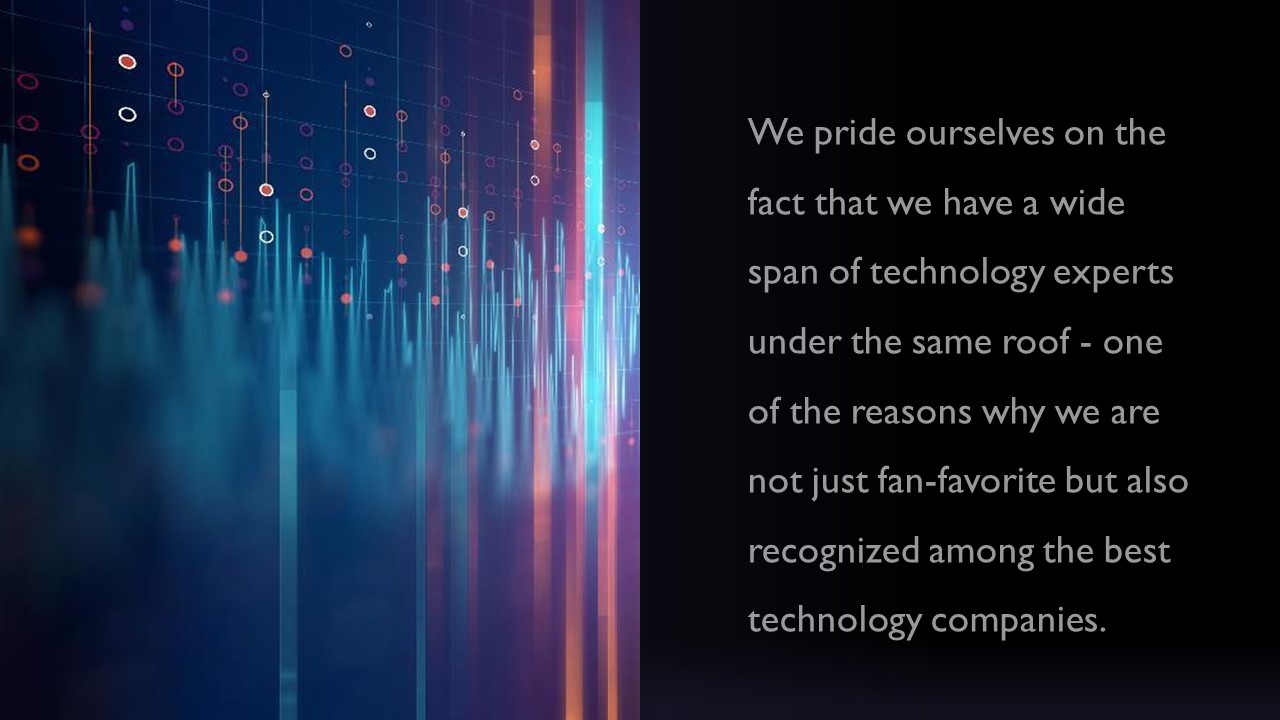 We pride ourselves on the
fact that we have a wide
span of technology experts
under the same roof - one
of the reasons why we are
not just fan-favorite but also
recognized among the best
technology companies.